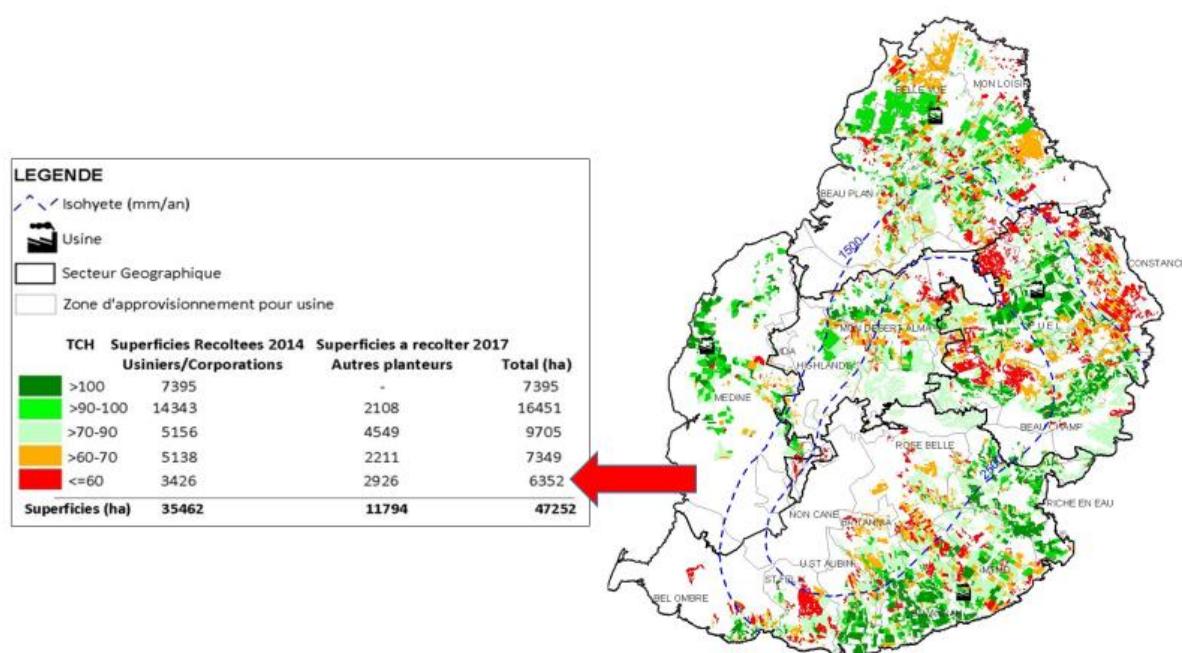 LEGENDE
Isohyete (mm/an)
Usine
Secteur Geographique
Zone d'approvisionnement pour usine
TCH Superficies Recoltees 2014 Superficies a recolter 2017
Usiniers/Corporations Autres planteurs Total (ha)
>100 7395 - 7395
>90-100 14343 2108 16451
>70-90 5156 4549 9705
>60-70 5138 2211 7349
<=60 3426 2926 6352
Superficies (ha) 35462 11794 47252
BELLE VUE
MON LOISIR
BEAU PLAN
1500
CONSTANCE
MON DESERT ALMA
F U E L
HIGHLANDS
MEDINE
BEAU CHAMP
ROSE BELLE
RICHE EN EAU
NON CANE
BRITANNIA
U.ST AUBIN
BEL OMBRE